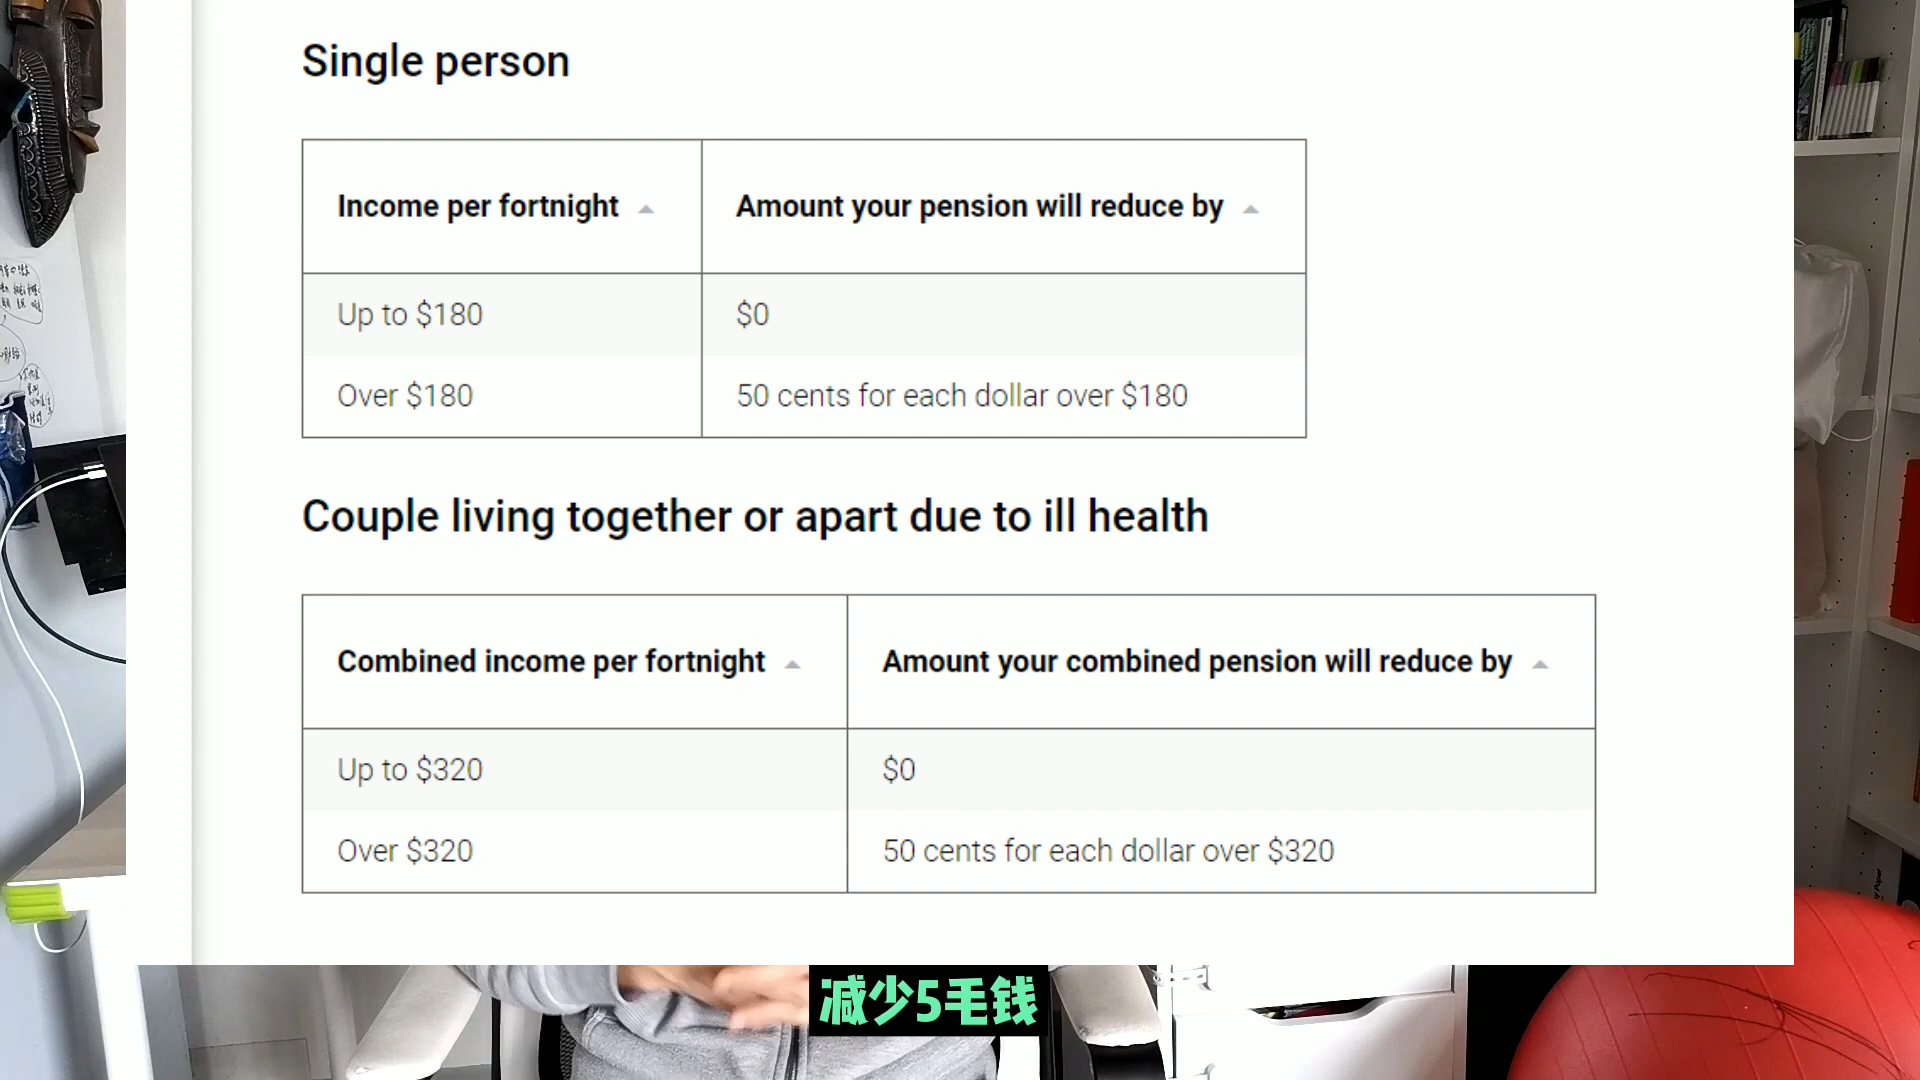 Single person
Income per fortnight
Amount your pension will reduce by
Up to $180
$0
Over $180
50 cents for each dollar over $180
Couple living together or apart due to ill health
Combined income per fortnight
Amount your combined pension will reduce by
Up to $320
$0
Over $320
50 cents for each dollar over $320
减少5毛钱